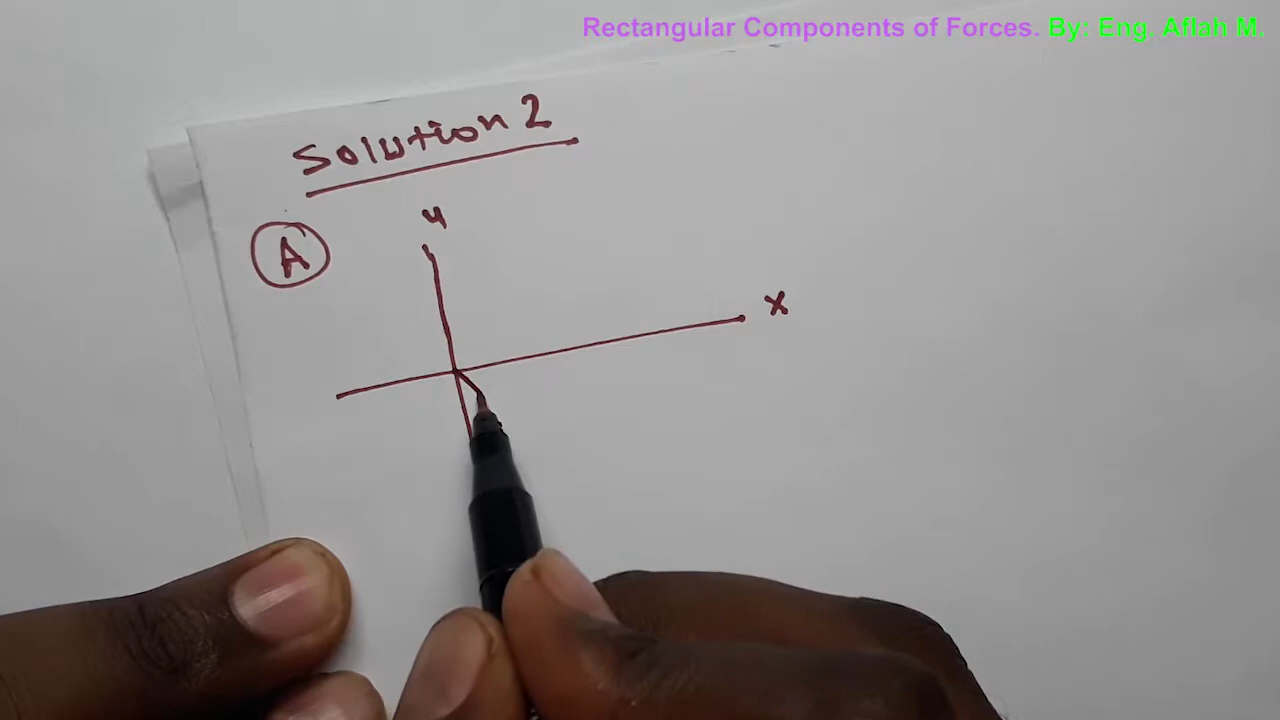 Rectangular Components of Forces. By: Eng, Aflah M.
Solution 2
A
y
x